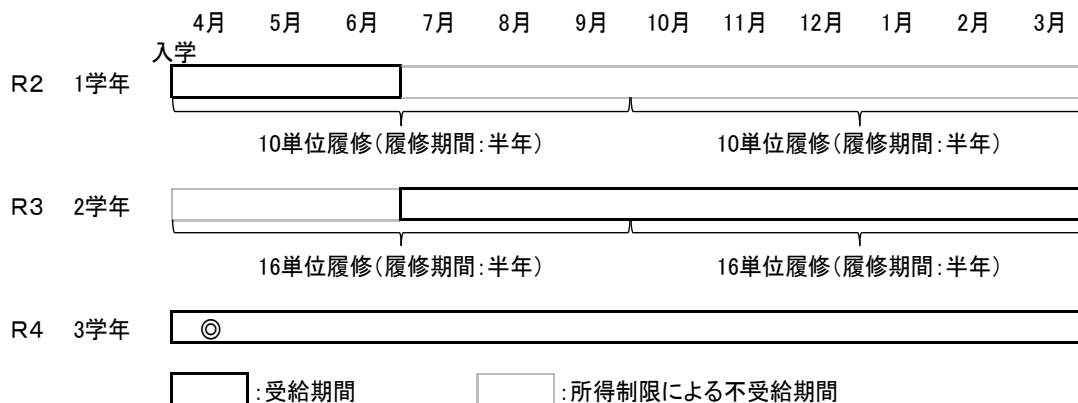 4月 5月 6月 7月 8月 9月 10月 11月 12月 1月 2月 3月
入学
R2 1学年
10単位履修(履修期間:半年) 10単位履修(履修期間:半年)
R3 2学年
16単位履修(履修期間:半年) 16単位履修(履修期間:半年)
R4 3学年 ◎
:受給期間 :所得制限による不受給期間